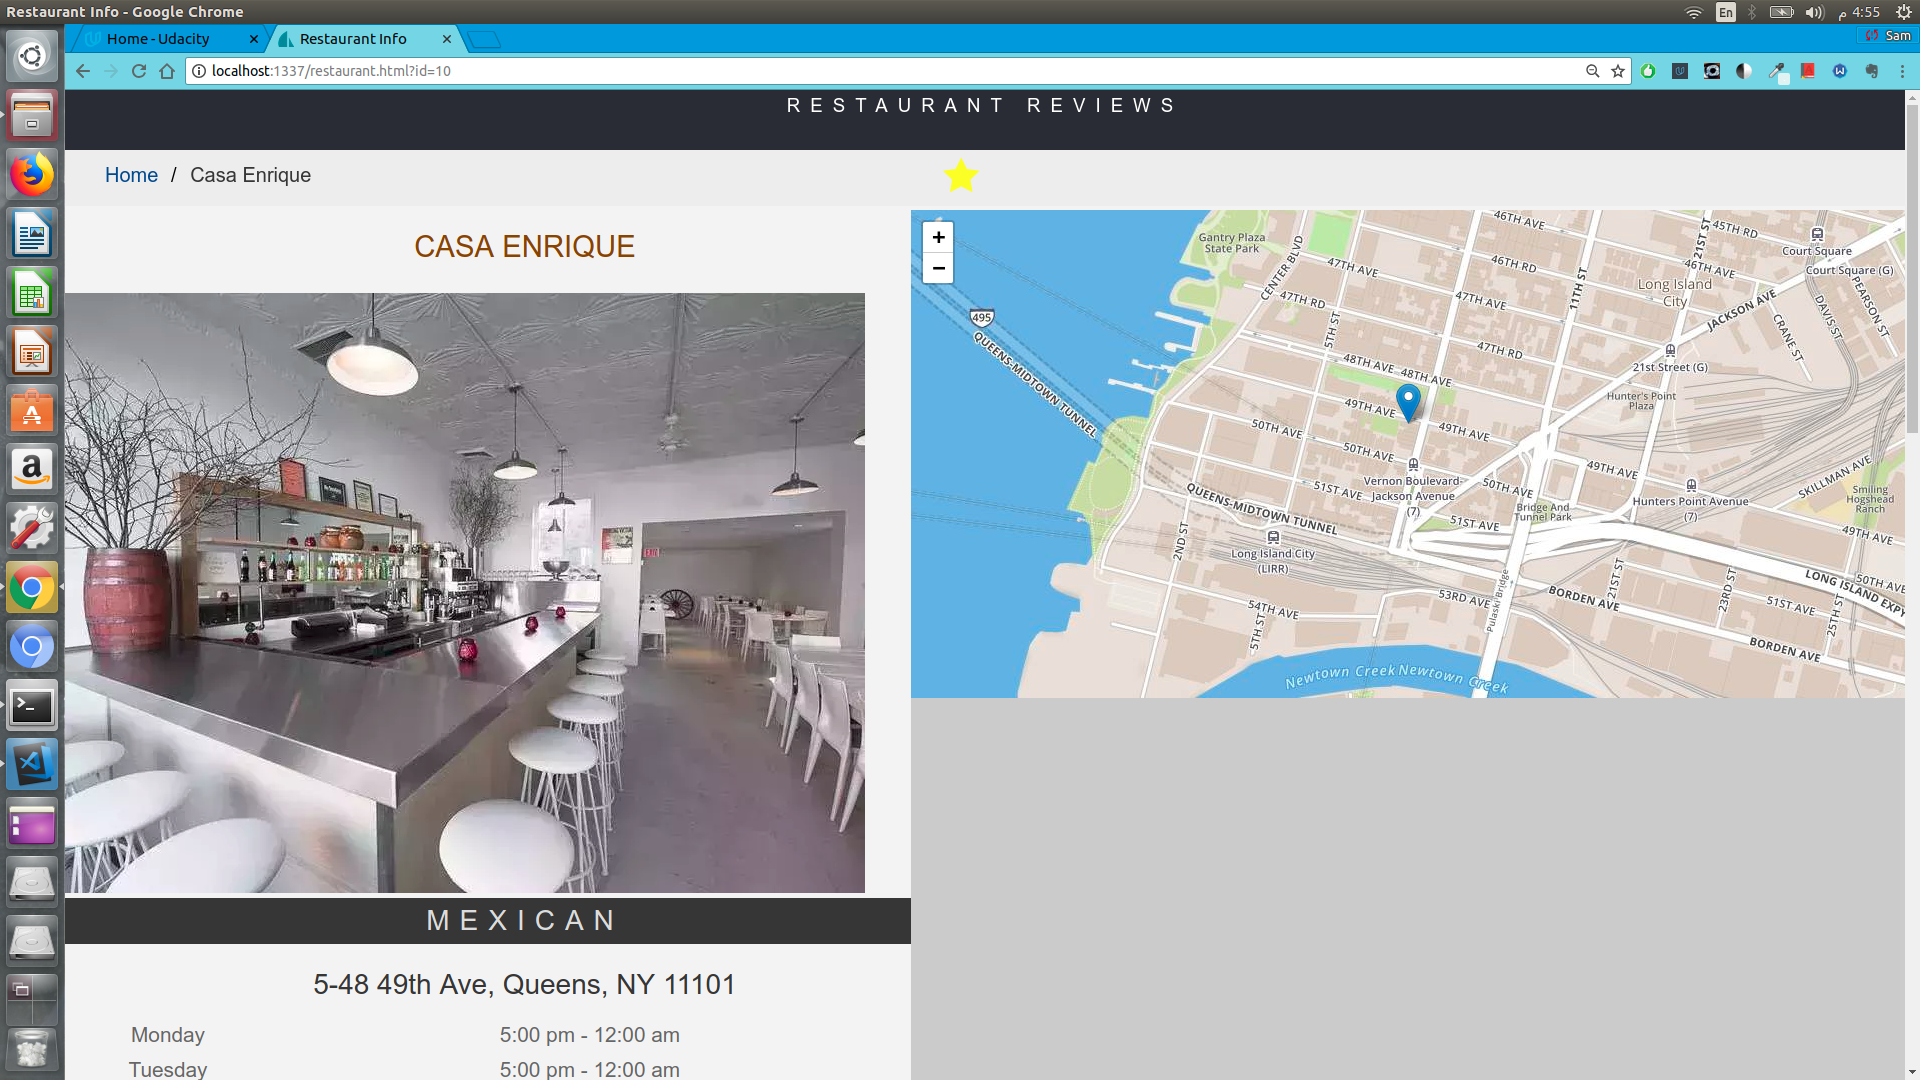 Restaurant Info - Google Chrome
En
م 4:55
Home - Udacity
Restaurant Info
Sam
localhost:1337/restaurant.html?id=10
RESTAURANT REVIEWS
Home / Casa Enrique
CASA ENRIQUE
+
−
Gantry Plaza
State Park
CENTER BLVD
46TH AVE
45TH RD
21ST ST
Court Square
Court Square (G)
46TH RD
46TH AVE
47TH AVE
47TH RD
47TH AVE
11TH ST
Long Island
City
JACKSON AVE
DAVIS ST
PEARSON ST
CRANE ST
495
QUEENS-MIDTOWN TUNNEL
5TH ST
47TH RD
48TH AVE
48TH AVE
21st Street (G)
Hunter's Point
Plaza
49TH AVE
49TH AVE
50TH AVE
50TH AVE
49TH AVE
SKILLMAN AVE
Vernon Boulevard-
Jackson Avenue
(7)
51ST AVE
50TH AVE
Smiling
Hogshead
Ranch
Hunters Point Avenue
(7)
QUEENS-MIDTOWN TUNNEL
Bridge And
Tunnel Park
51ST AVE
49TH AVE
2ND ST
Long Island City
(LIRR)
LONG ISLAND EXPY
50TH AVE
21ST ST
23RD ST
25TH ST
51ST AVE
BORDEN AVE
53RD AVE
54TH AVE
5TH ST
Pulaski Bridge
BORDEN AVE
Newtown Creek
Newtown Creek
MEXICAN
5-48 49th Ave, Queens, NY 11101
Monday 5:00 pm - 12:00 am
Tuesday 5:00 pm - 12:00 am